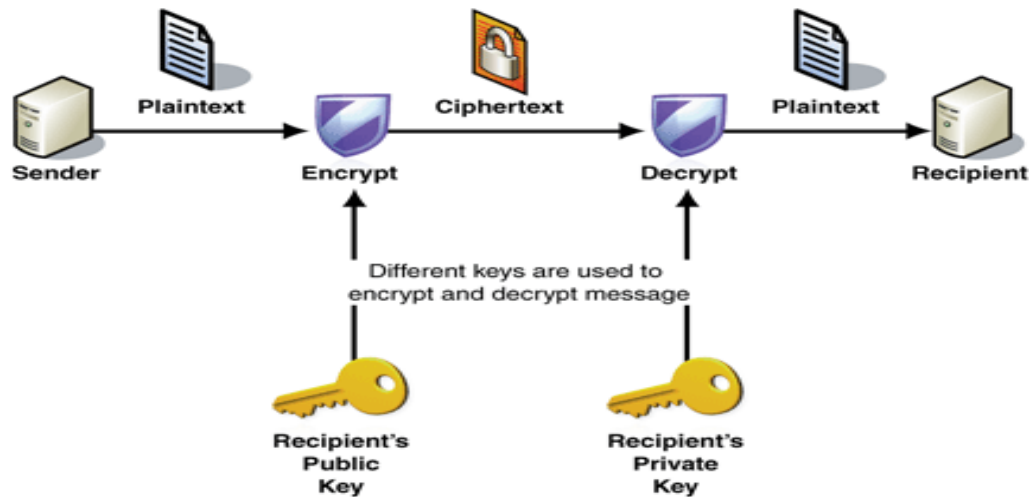 Plaintext
Ciphertext
Plaintext
Sender
Encrypt
Decrypt
Recipient
Different keys are used to
encrypt and decrypt message
Recipient's
Public
Key
Recipient's
Private
Key